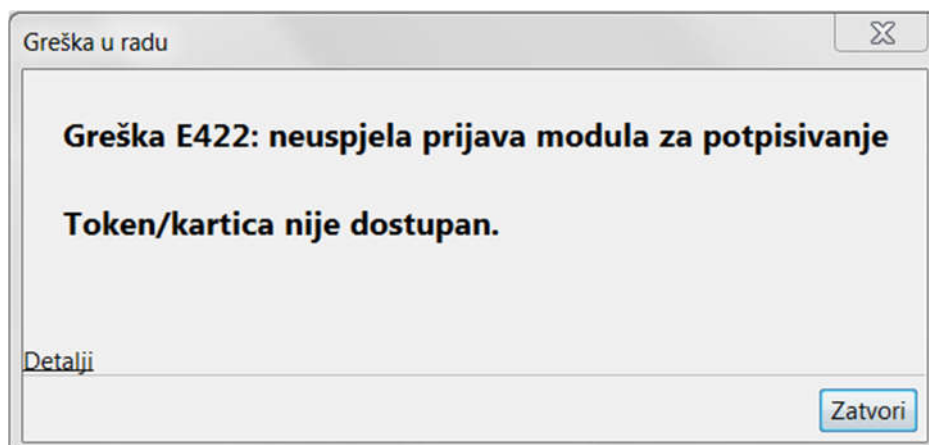 Greška u radu
Greška E422: neuspjela prijava modula za potpisivanje
Token/kartica nije dostupan.
Detalji
Zatvori